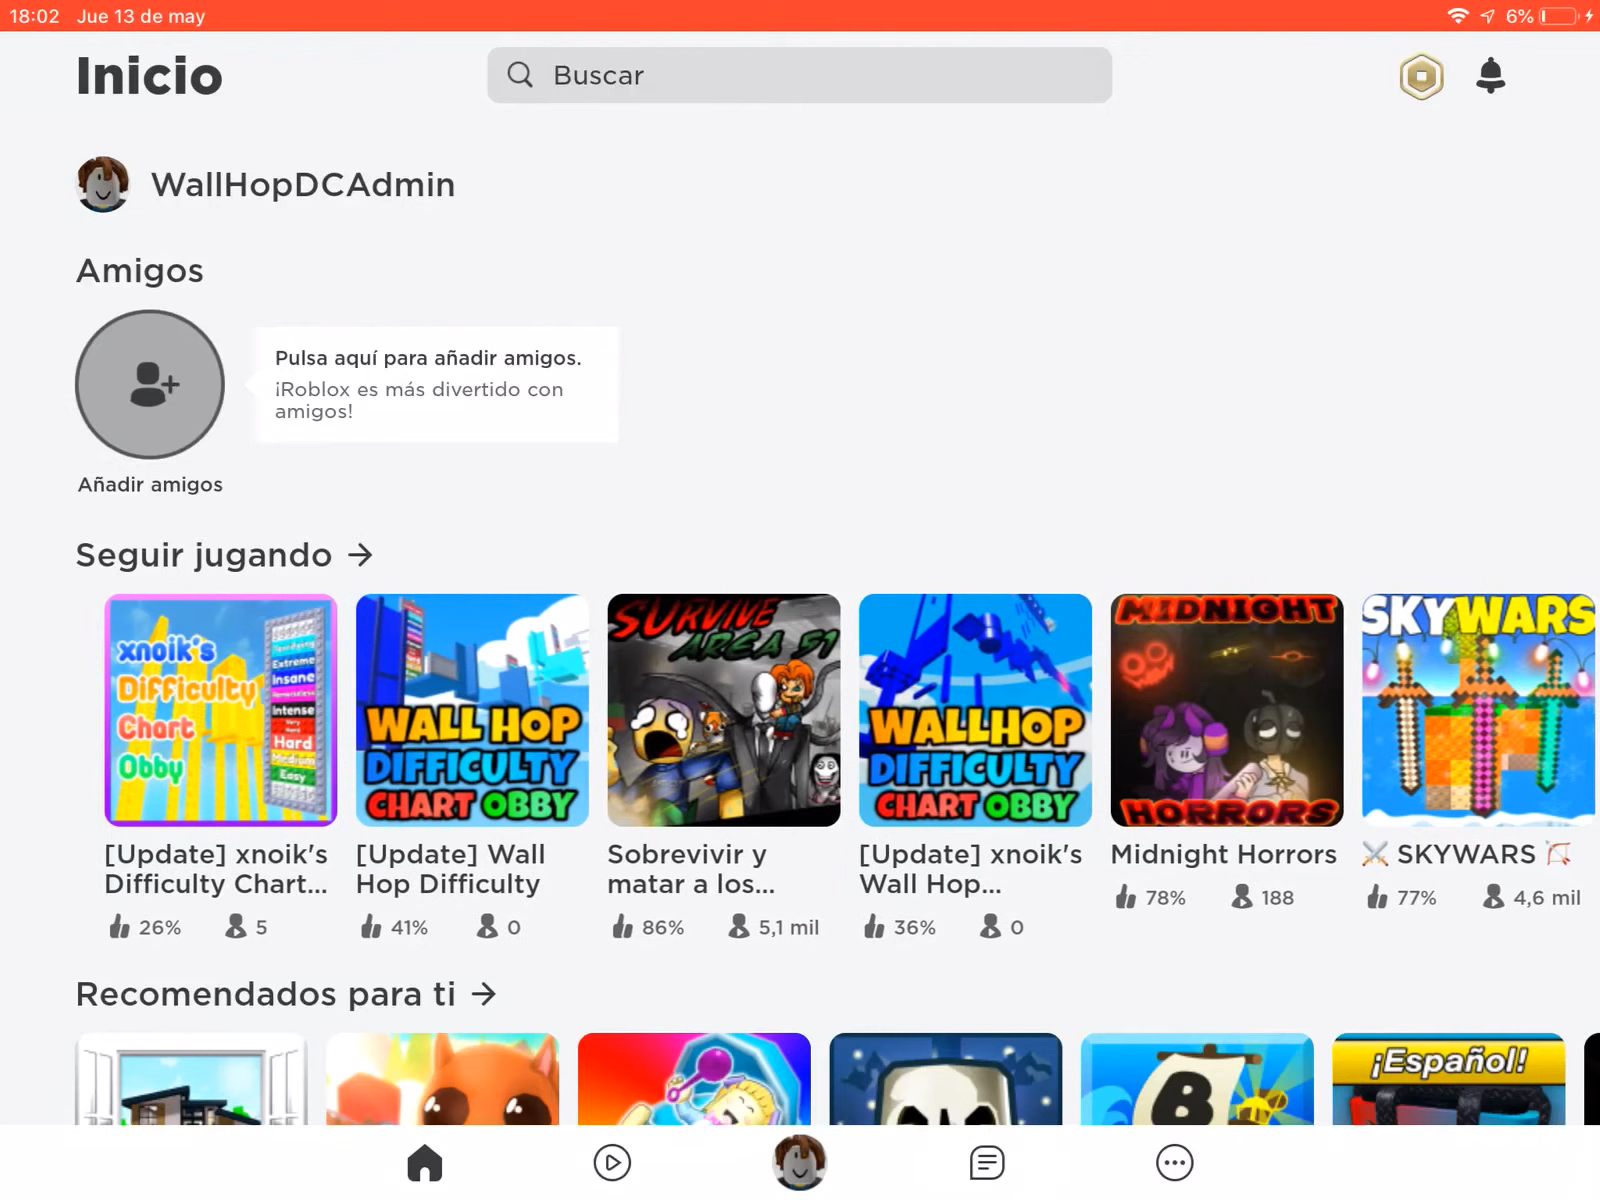 18:02 Jue 13 de may 6%
Inicio
Buscar
WallHopDCAdmin
Amigos
Pulsa aquí para añadir amigos.
¡Roblox es más divertido con
amigos!
Añadir amigos
Seguir jugando →
xnoik's
Difficulty
Chart
Obby
Extreme
Insane
Intense
Hard
Medium
Easy
WALL HOP
DIFFICULTY
CHART OBBY
SURVIVE
AREA 51
WALLHOP
DIFFICULTY
CHART OBBY
MIDNIGHT
HORRORS
SKYWARS
[Update] xnoik's
Difficulty Chart...
26% 5
[Update] Wall
Hop Difficulty
41% 0
Sobrevivir y
matar a los...
86% 5,1 mil
[Update] xnoik's
Wall Hop...
36% 0
Midnight Horrors
78% 188
⚔️ SKYWARS 🏹
77% 4,6 mil
Recomendados para ti →
B
¡Español!